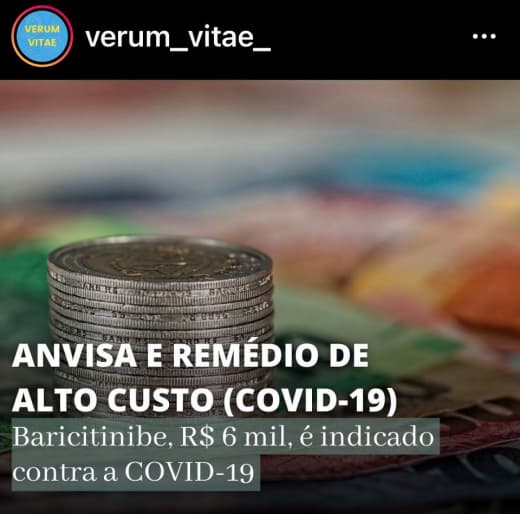 VERUM
VITAE
verum_vitae_
ANVISA E REMÉDIO DE
ALTO CUSTO (COVID-19)
Baricitinibe, R$ 6 mil, é indicado
contra a COVID-19